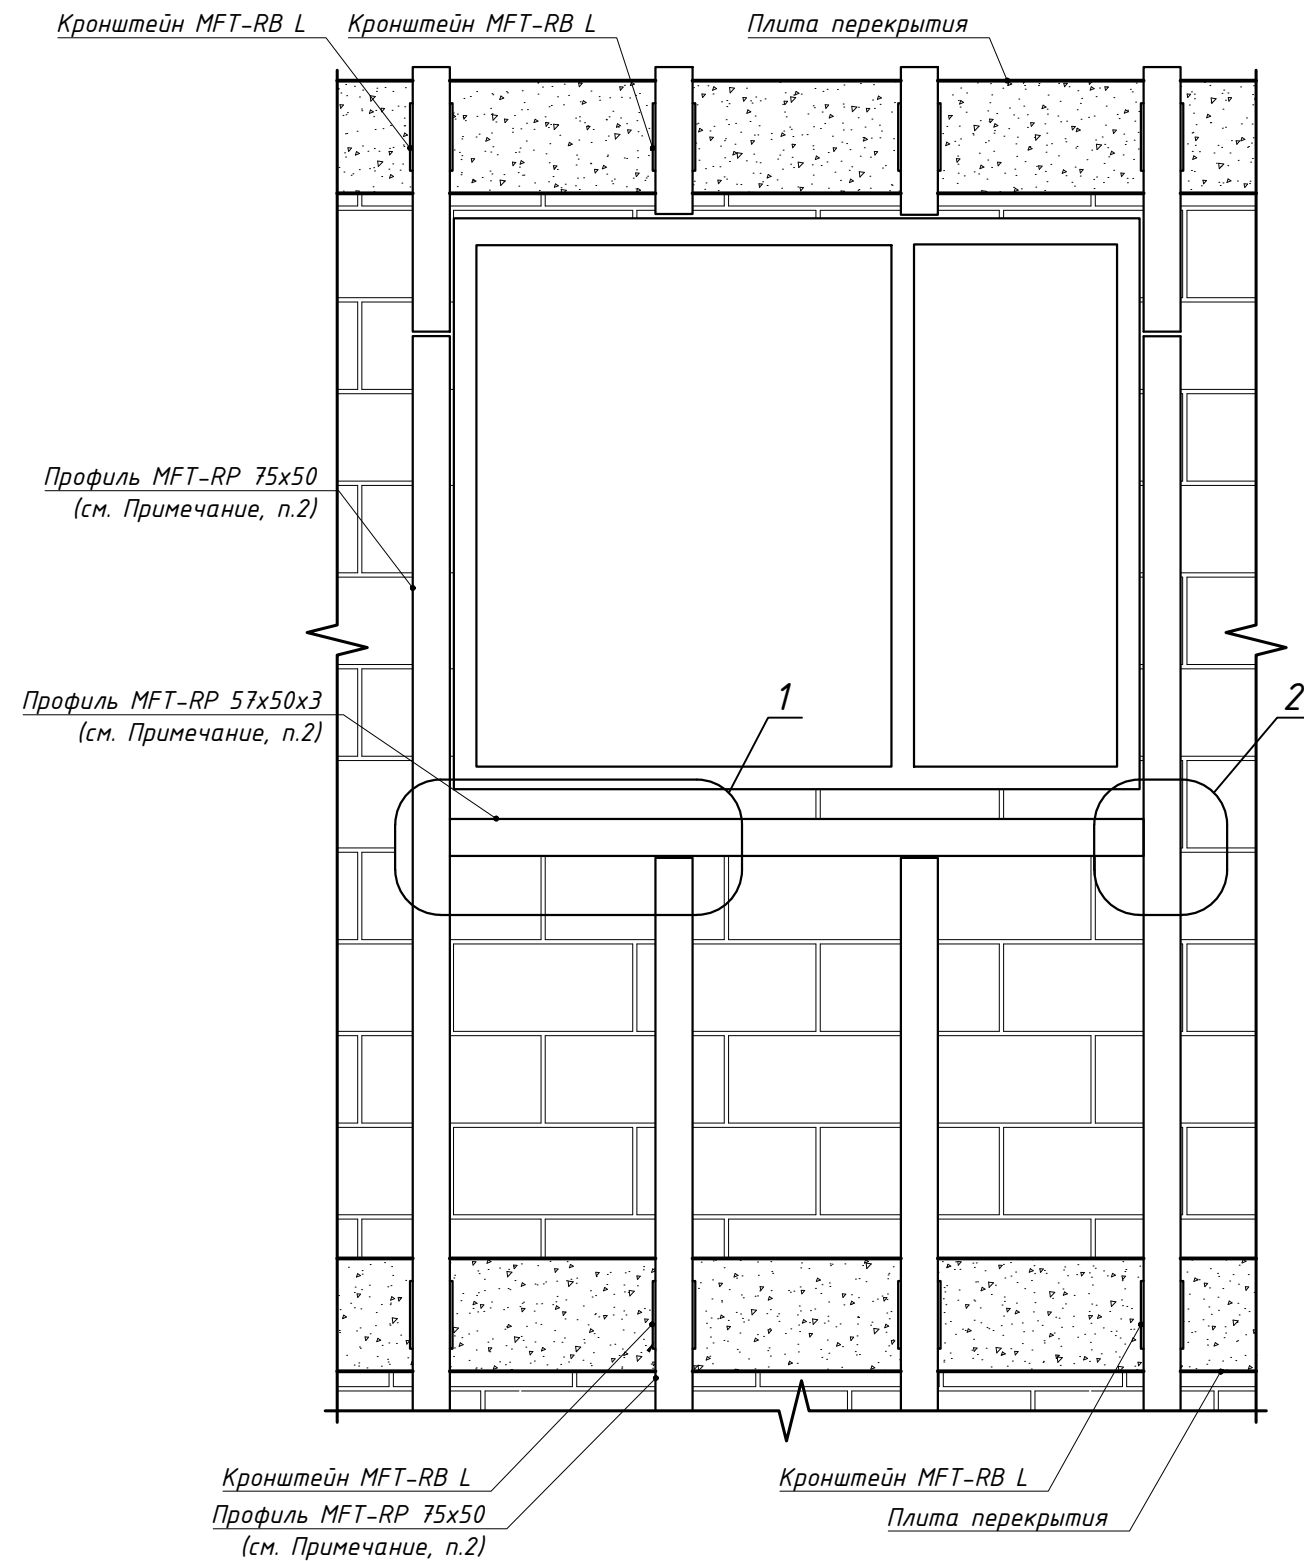 Кронштейн MFT-RB L
Кронштейн MFT-RB L
Плита перекрытия
Профиль MFT-RP 75x50
(см. Примечание, п.2)
Профиль MFT-RP 57x50x3
(см. Примечание, п.2)
1
2
Кронштейн MFT-RB L
Профиль MFT-RP 75x50
(см. Примечание, п.2)
Кронштейн MFT-RB L
Плита перекрытия